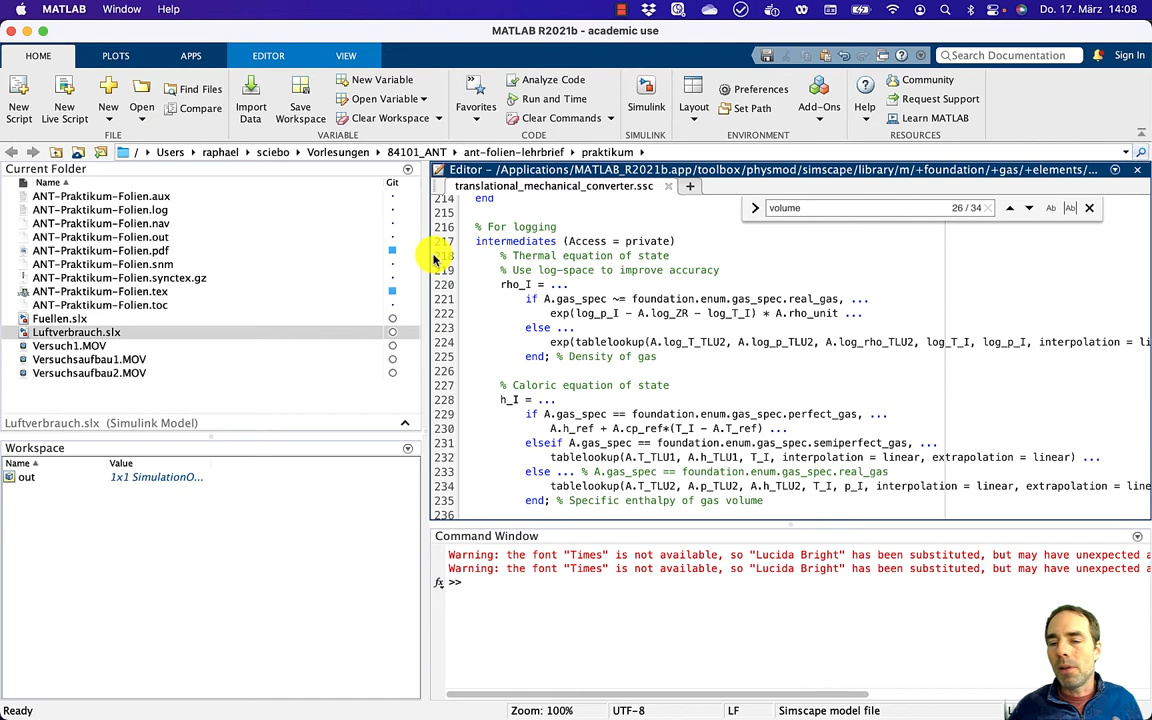 MATLAB Window Help Do. 17. März 14:08
MATLAB R2021b - academic use
HOME PLOTS APPS EDITOR VIEW Search Documentation Sign In
New Script
New Live Script
New
Open
Find Files
Compare
FILE
Import Data
Save Workspace
New Variable
Open Variable
Clear Workspace
VARIABLE
Favorites
Analyze Code
Run and Time
Clear Commands
CODE
Simulink
SIMULINK
Layout
Preferences
Set Path
Add-Ons
ENVIRONMENT
Help
Community
Request Support
Learn MATLAB
RESOURCES
/ Users raphael sciebo Vorlesungen 84101_ANT ant-folien-lehrbrief praktikum
Current Folder
Name Git
ANT-Praktikum-Folien.aux
ANT-Praktikum-Folien.log
ANT-Praktikum-Folien.nav
ANT-Praktikum-Folien.out
ANT-Praktikum-Folien.pdf
ANT-Praktikum-Folien.snm
ANT-Praktikum-Folien.synctex.gz
ANT-Praktikum-Folien.tex
ANT-Praktikum-Folien.toc
Fuellen.slx
Luftverbrauch.slx
Versuch1.MOV
Versuchsaufbau1.MOV
Versuchsaufbau2.MOV
Luftverbrauch.slx (Simulink Model)
Workspace
Name Value
out 1x1 SimulationO...
Editor - /Applications/MATLAB_R2021b.app/toolbox/physmod/simscape/library/m/+foundation/+gas/+elements/...
translational_mechanical_converter.ssc
volume 26 / 34
214 end
215
216 % For logging
217 intermediates (Access = private)
218 % Thermal equation of state
219 % Use log-space to improve accuracy
220 rho_I = ...
221 if A.gas_spec ~= foundation.enum.gas_spec.real_gas, ...
222 exp(log_p_I - A.log_ZR - log_T_I) * A.rho_unit ...
223 else ...
224 exp(tablelookup(A.log_T_TLU2, A.log_p_TLU2, A.log_rho_TLU2, log_T_I, log_p_I, interpolation = li
225 end; % Density of gas
226
227 % Caloric equation of state
228 h_I = ...
229 if A.gas_spec == foundation.enum.gas_spec.perfect_gas, ...
230 A.h_ref + A.cp_ref*(T_I - A.T_ref) ...
231 elseif A.gas_spec == foundation.enum.gas_spec.semiperfect_gas, ...
232 tablelookup(A.T_TLU1, A.h_TLU1, T_I, interpolation = linear, extrapolation = linear) ...
233 else ... % A.gas_spec == foundation.enum.gas_spec.real_gas
234 tablelookup(A.T_TLU2, A.p_TLU2, A.h_TLU2, T_I, p_I, interpolation = linear, extrapolation = line
235 end; % Specific enthalpy of gas volume
236
Command Window
Warning: the font "Times" is not available, so "Lucida Bright" has been substituted, but may have unexpected a
Warning: the font "Times" is not available, so "Lucida Bright" has been substituted, but may have unexpected a
fx >>
Ready Zoom: 100% UTF-8 LF Simscape model file